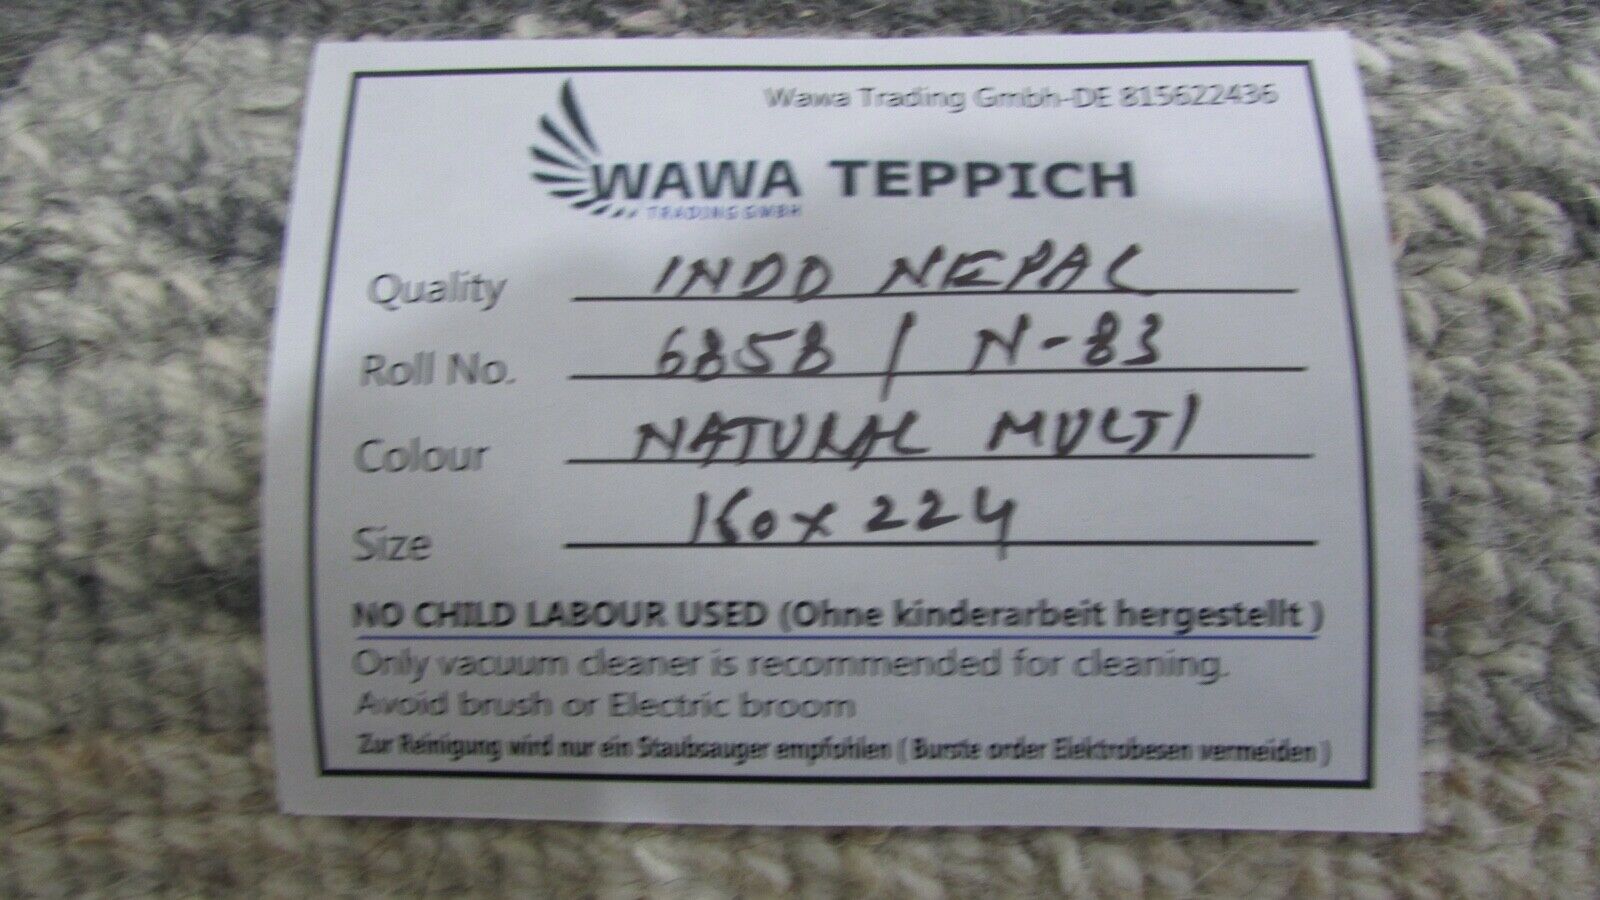 Wawa Trading Gmbh-DE 815622436
WAWA TEPPICH
TRADING GMBH
Quality INDO NEPAL
Roll No. 6858 / N-83
Colour NATURAL MULTI
Size 160x224
NO CHILD LABOUR USED (Ohne kinderarbeit hergestellt )
Only vacuum cleaner is recommended for cleaning.
Avoid brush or Electric broom
Zur Reinigung wird nur ein Staubsauger empfohlen ( Burste order Elektrobesen vermeiden )